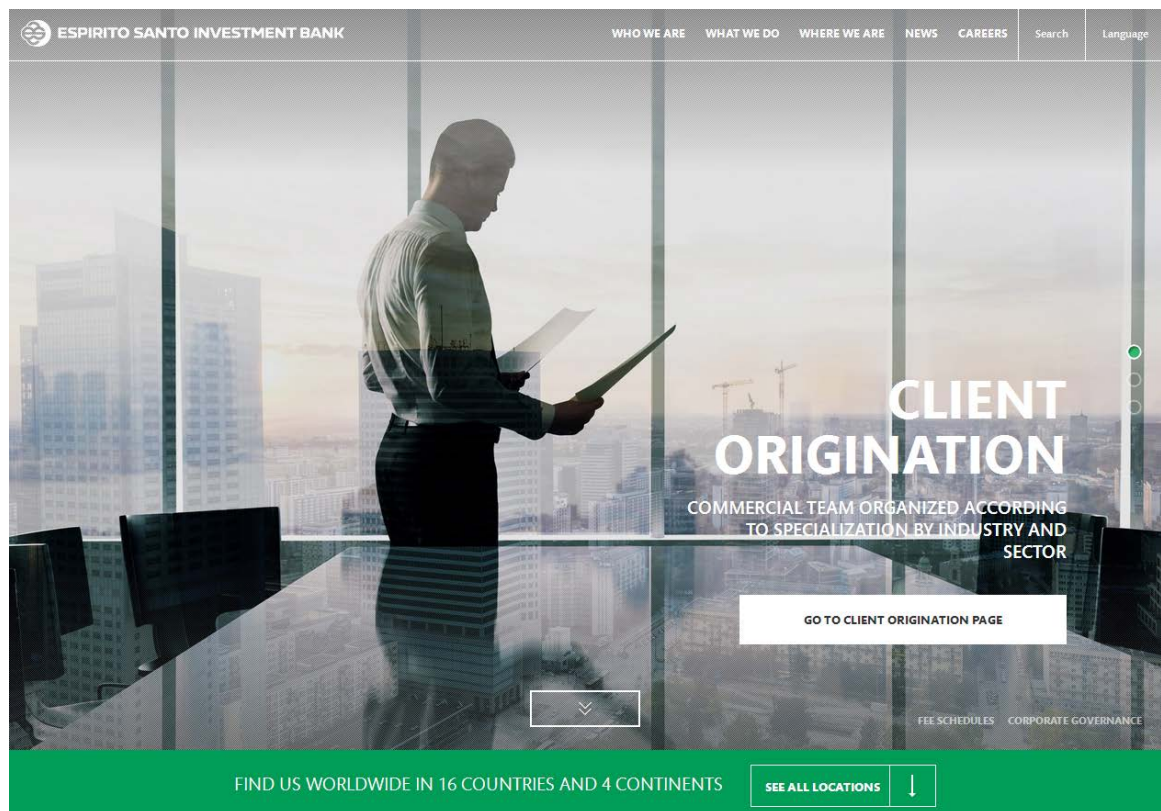 ESPIRITO SANTO INVESTMENT BANK
WHO WE ARE WHAT WE DO WHERE WE ARE NEWS CAREERS Search Language
CLIENT
ORIGINATION
COMMERCIAL TEAM ORGANIZED ACCORDING
TO SPECIALIZATION BY INDUSTRY AND
SECTOR
GO TO CLIENT ORIGINATION PAGE
FEE SCHEDULES CORPORATE GOVERNANCE
FIND US WORLDWIDE IN 16 COUNTRIES AND 4 CONTINENTS SEE ALL LOCATIONS